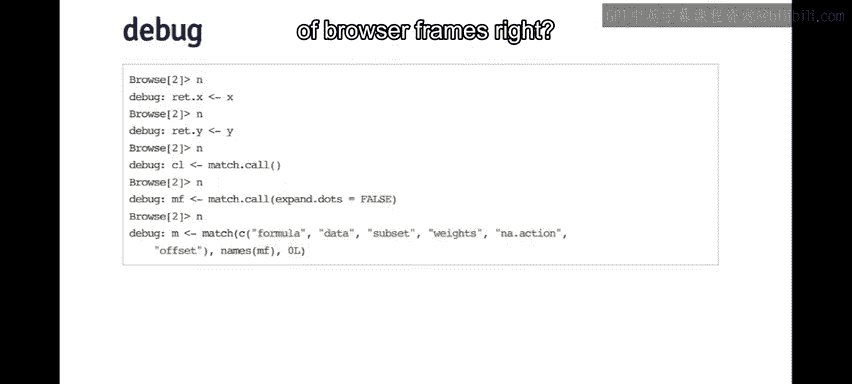 debug
of browser frames right?
Browse[2]> n
debug: ret.x <- x
Browse[2]> n
debug: ret.y <- y
Browse[2]> n
debug: cl <- match.call()
Browse[2]> n
debug: mf <- match.call(expand.dots = FALSE)
Browse[2]> n
debug: m <- match(c("formula", "data", "subset", "weights", "na.action",
"offset"), names(mf), 0L)